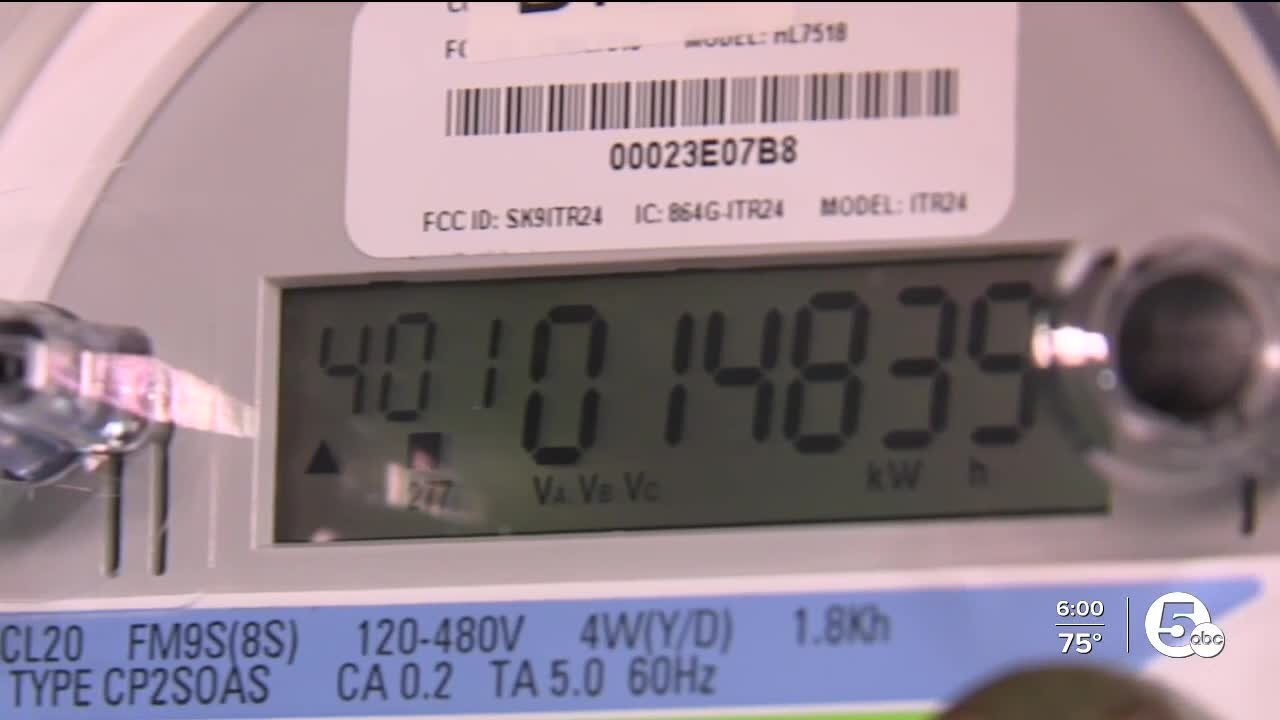 MODEL: HL7518
00023E07B8
FCC ID: SK9ITR24 IC: 864G-ITR24 MODEL: ITR24
401 014839
277 VA VB VC kW h
CL20 FM9S(8S) 120-480V 4W(Y/D) 1.8Kh
TYPE CP2SOAS CA 0.2 TA 5.0 60Hz
6:00
75°
5 abc